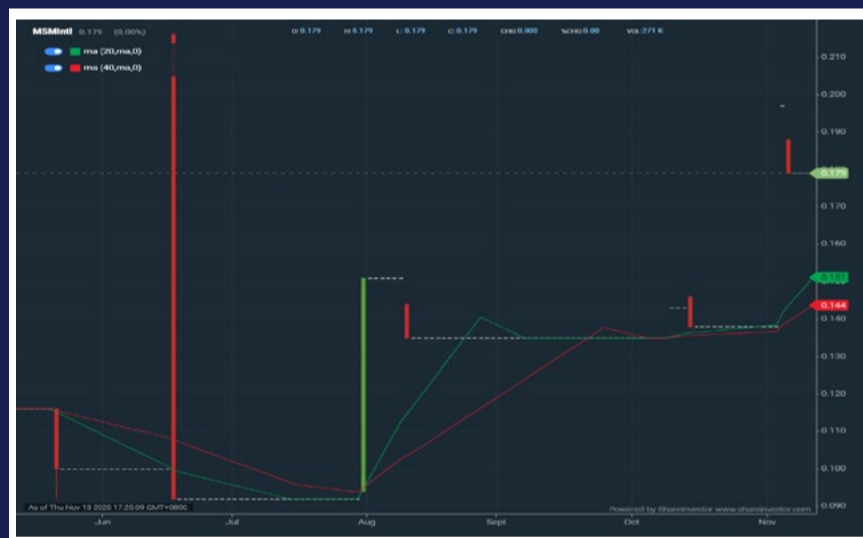 MSMIntl 0.179 (0.00%) O:0.179 H:0.179 L:0.179 C:0.179 CHG:0.000 %CHG:0.00 VOL:271 K
ma (20,ma,0)
ma (40,ma,0)
0.210
0.200
0.190
0.179
0.170
0.160
0.151
0.144
0.140
0.130
0.120
0.110
0.100
0.090
As of Thu Nov 13 2025 17:25:09 GMT+0800.
Powered by ShareInvestor www.shareinvestor.com
Jun Jul Aug Sept Oct Nov